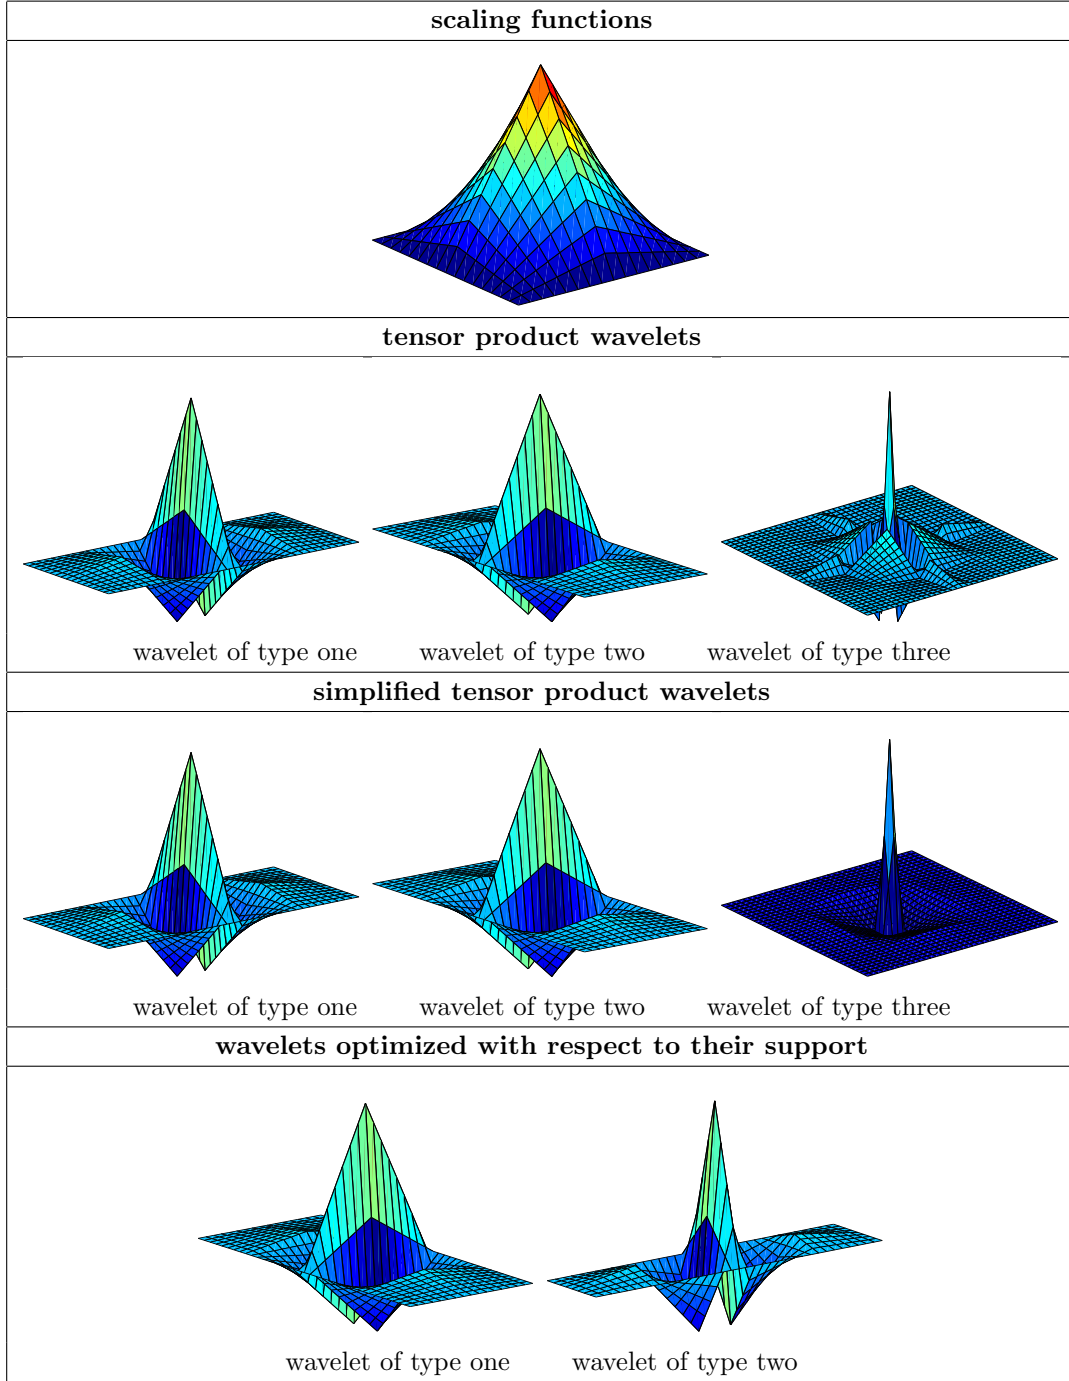 scaling functions
tensor product wavelets
wavelet of type one
wavelet of type two
wavelet of type three
simplified tensor product wavelets
wavelet of type one
wavelet of type two
wavelet of type three
wavelets optimized with respect to their support
wavelet of type one
wavelet of type two